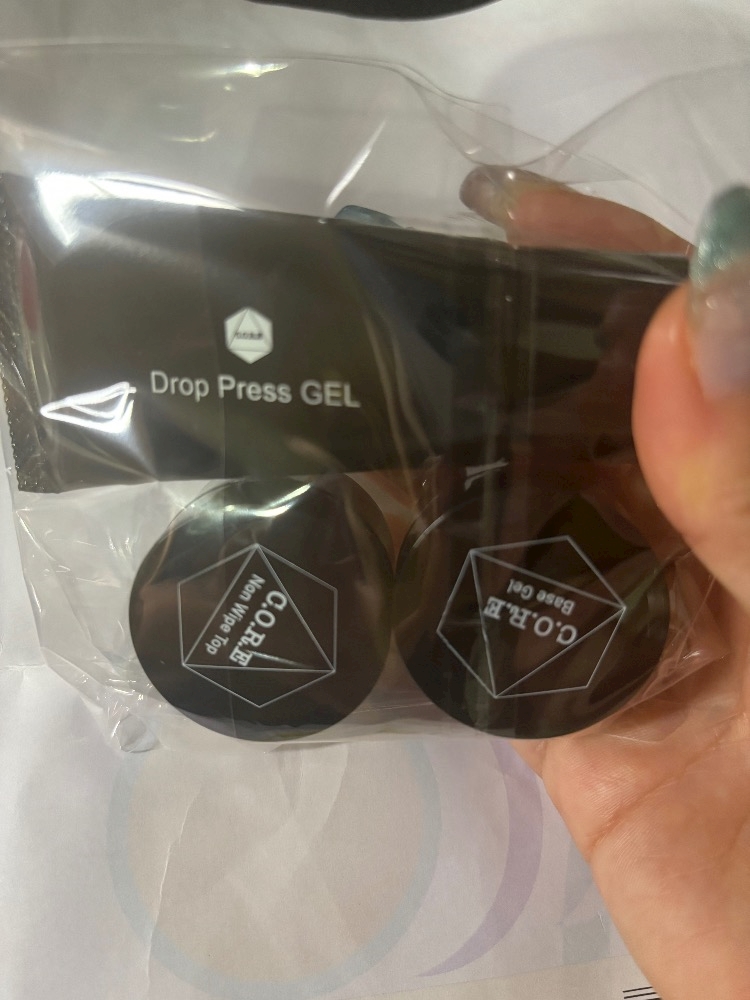 Drop Press GEL
C.O.R.E
Non Wipe Top
C.O.R.E
Base Gel